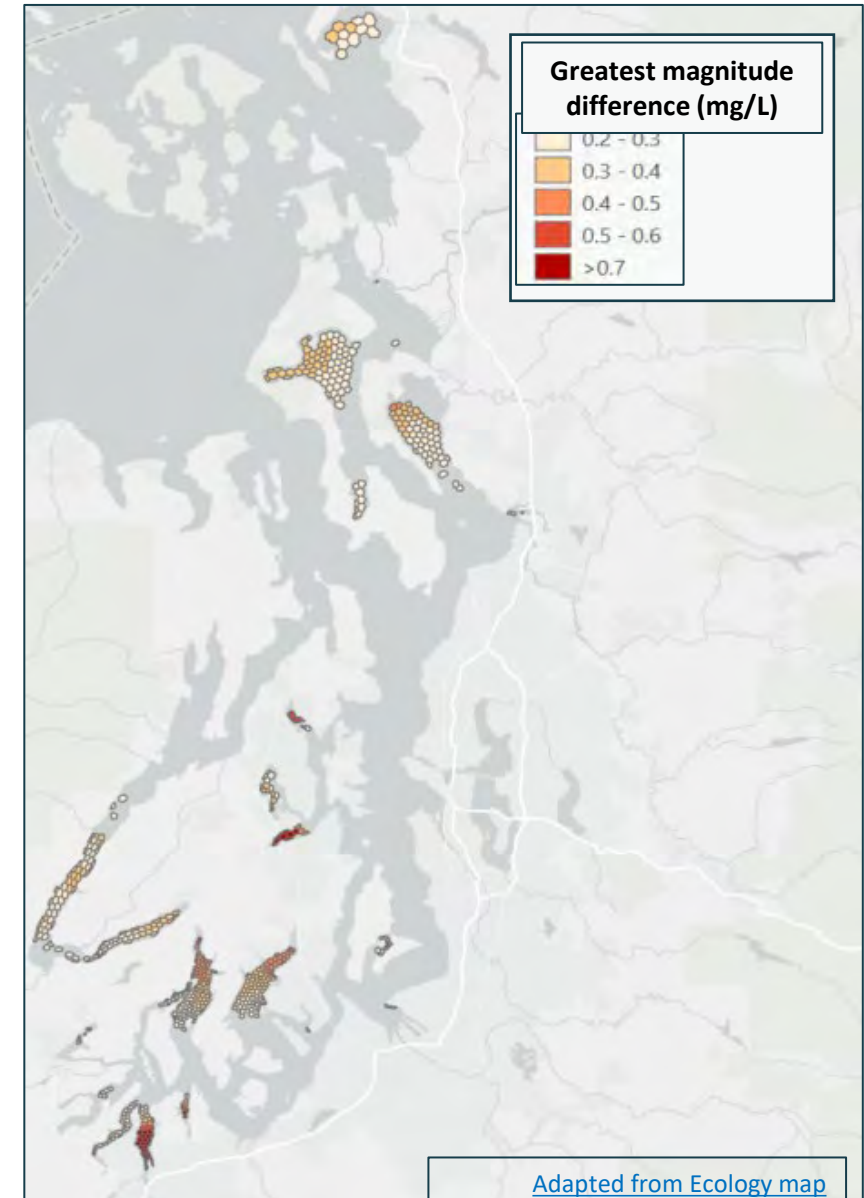 Greatest magnitude
difference (mg/L)
0.2 - 0.3
0.3 - 0.4
0.4 - 0.5
0.5 - 0.6
>0.7
Adapted from Ecology map